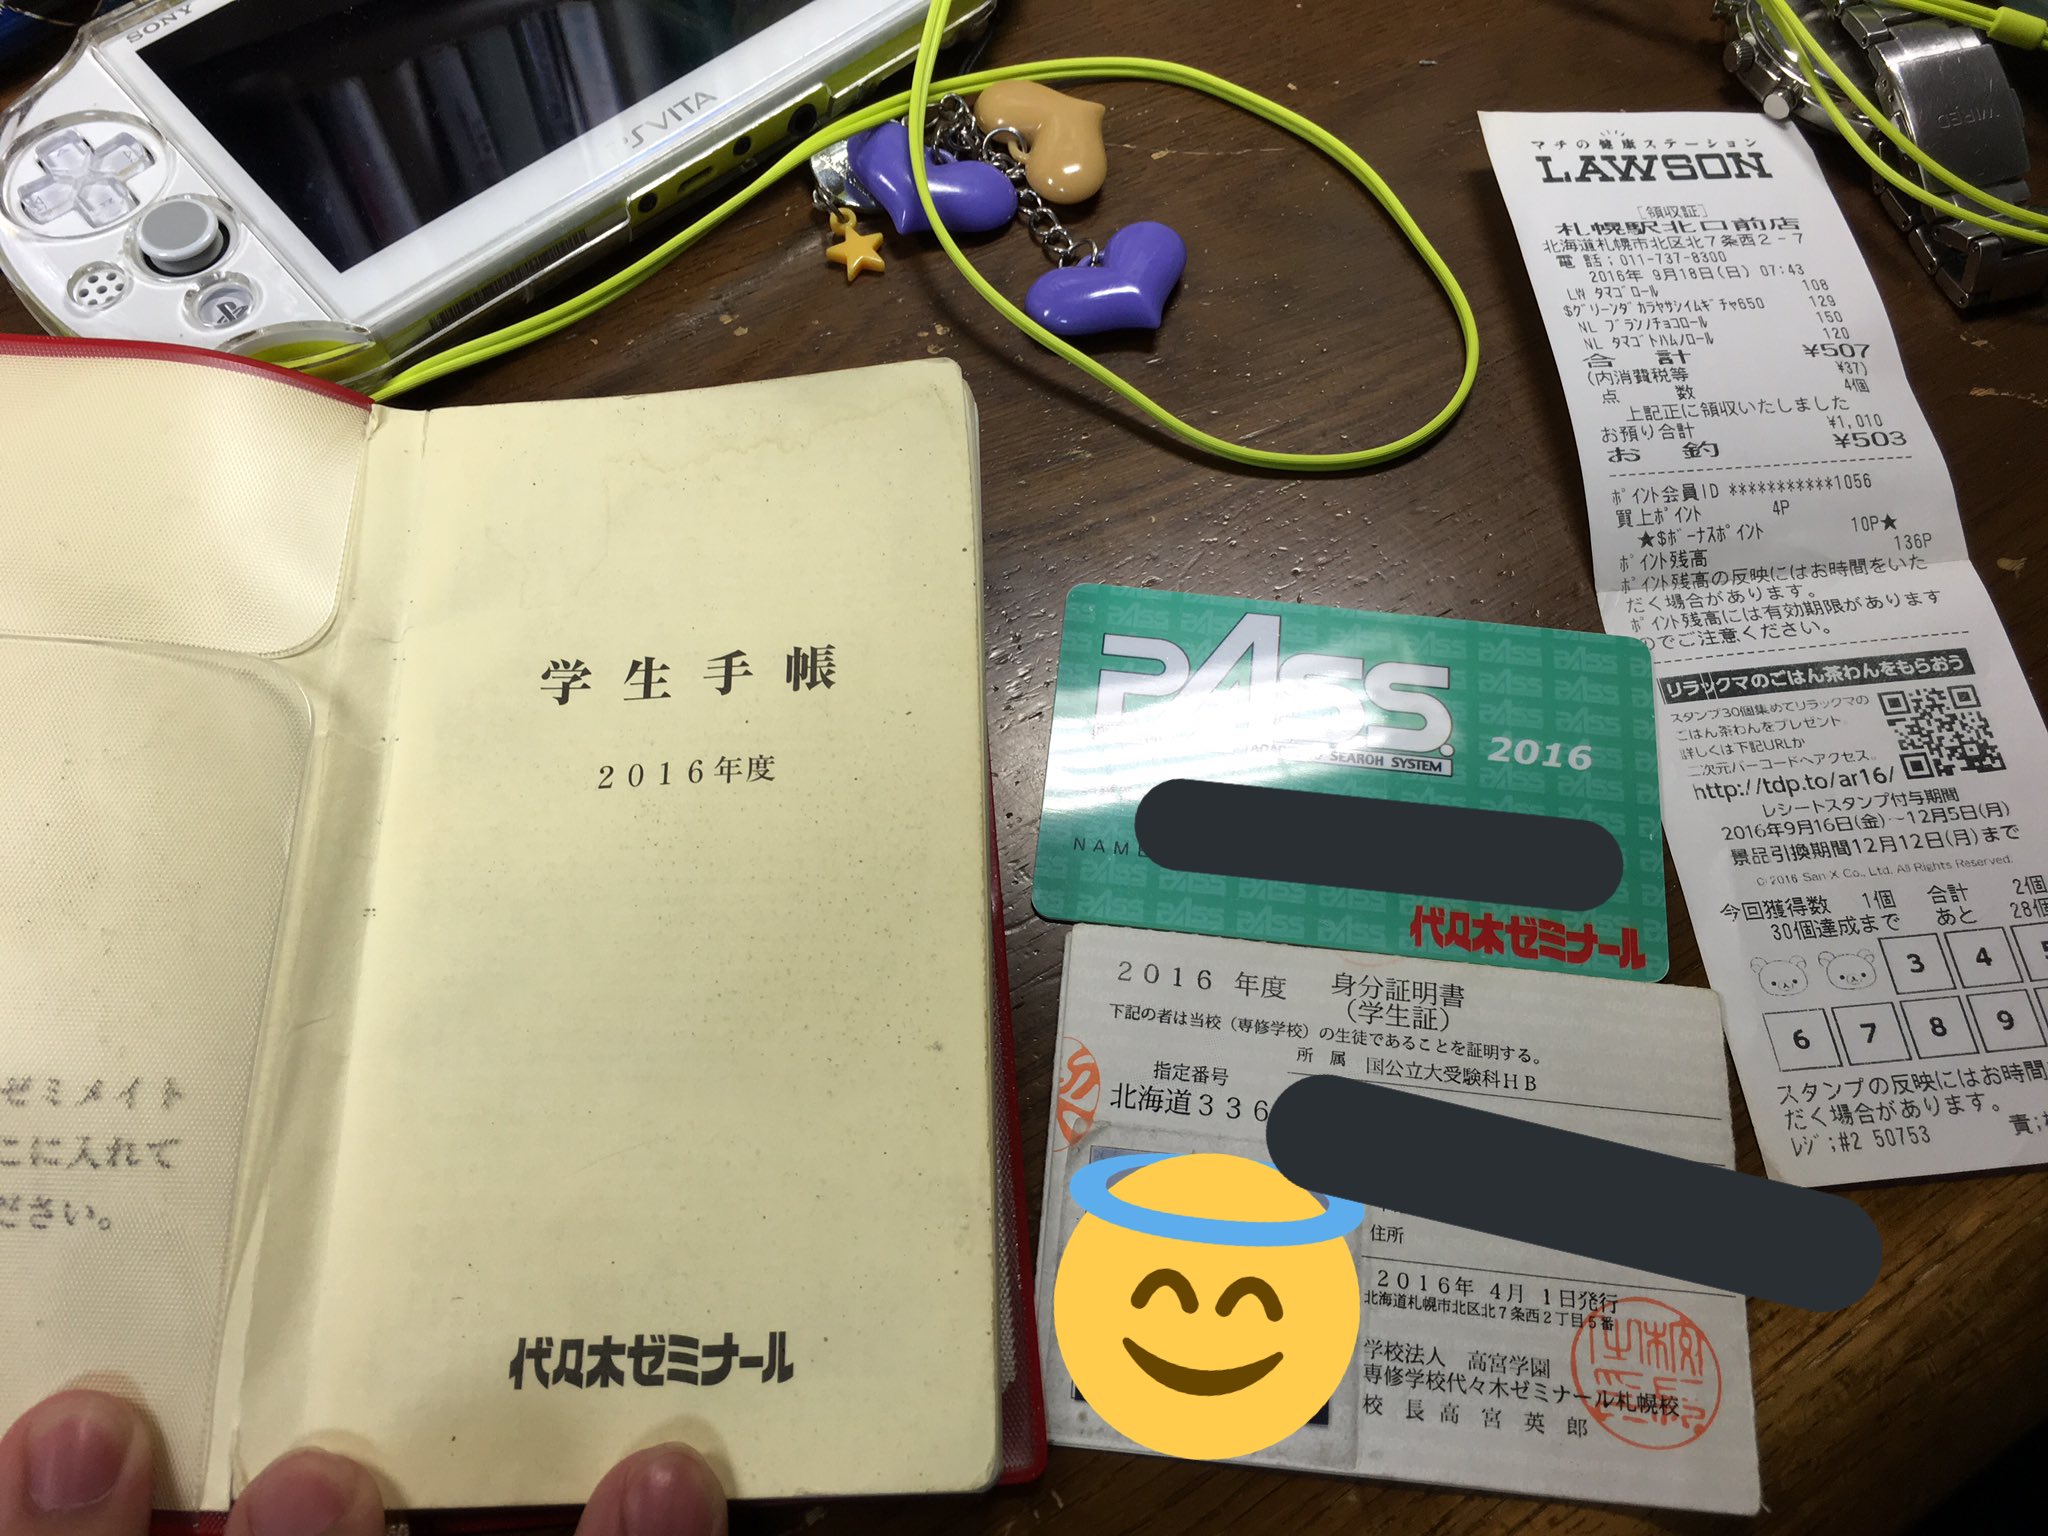 SONY
PSVITA
WIRED
マチの健康ステーション
LAWSON
[領収証]
札幌駅北口前店
北海道札幌市北区北7条西2-7
電話:011-737-8300
2016年 9月18日(日) 07:43
LW タマゴロール 108
$グリーンダカラヤサシイムギチャ650 129
NL ブランノチョコロール 150
NL タマゴトハムノロール 120
合計 ¥507
(内消費税等 ¥37)
点数 4個
上記正に領収いたしました
お預り合計 ¥1,010
お釣 ¥503
ポイント会員ID ***********1056
買上ポイント 4P
★$ボーナスポイント 10P★
ポイント残高 136P
ポイント残高の反映にはお時間をいた
だく場合があります。
ポイント残高には有効期限があります
のでご注意ください。
リラックマのごはん茶わんをもらおう
スタンプ30個集めてリラックマの
ごはん茶わんをプレゼント
詳しくは下記URLか
二次元バーコードへアクセス。
http://tdp.to/ar16/
レシートスタンプ付与期間
2016年9月16日(金)~12月5日(月)
景品引換期間12月12日(月)まで
© 2016 San-X Co., Ltd. All Rights Reserved.
今回獲得数 1個 合計 2個
30個達成まで あと 28個
3 4 5
6 7 8 9
スタンプの反映にはお時間
だく場合があります。
レジ;#2 50753 責;
学生手帳
2016年度
代々木ゼミナール
PASS.
SEARCH SYSTEM
2016
NAME
代々木ゼミナール
2016 年度 身分証明書
(学生証)
下記の者は当校(専修学校)の生徒であることを証明する。
所属 国公立大受験科HB
指定番号
北海道336
住所
2016年 4月 1日発行
北海道札幌市北区北7条西2丁目5番
学校法人 高宮学園
専修学校代々木ゼミナール札幌校
校長 高宮英郎